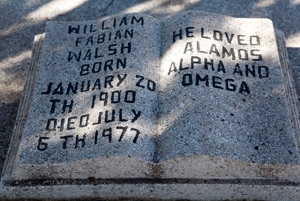 WILLIAM
FABIAN
WALSH
BORN
JANUARY 20
TH 1900
DIED JULY
6 TH 1977
HE LOVED
ALAMOS
ALPHA AND
OMEGA